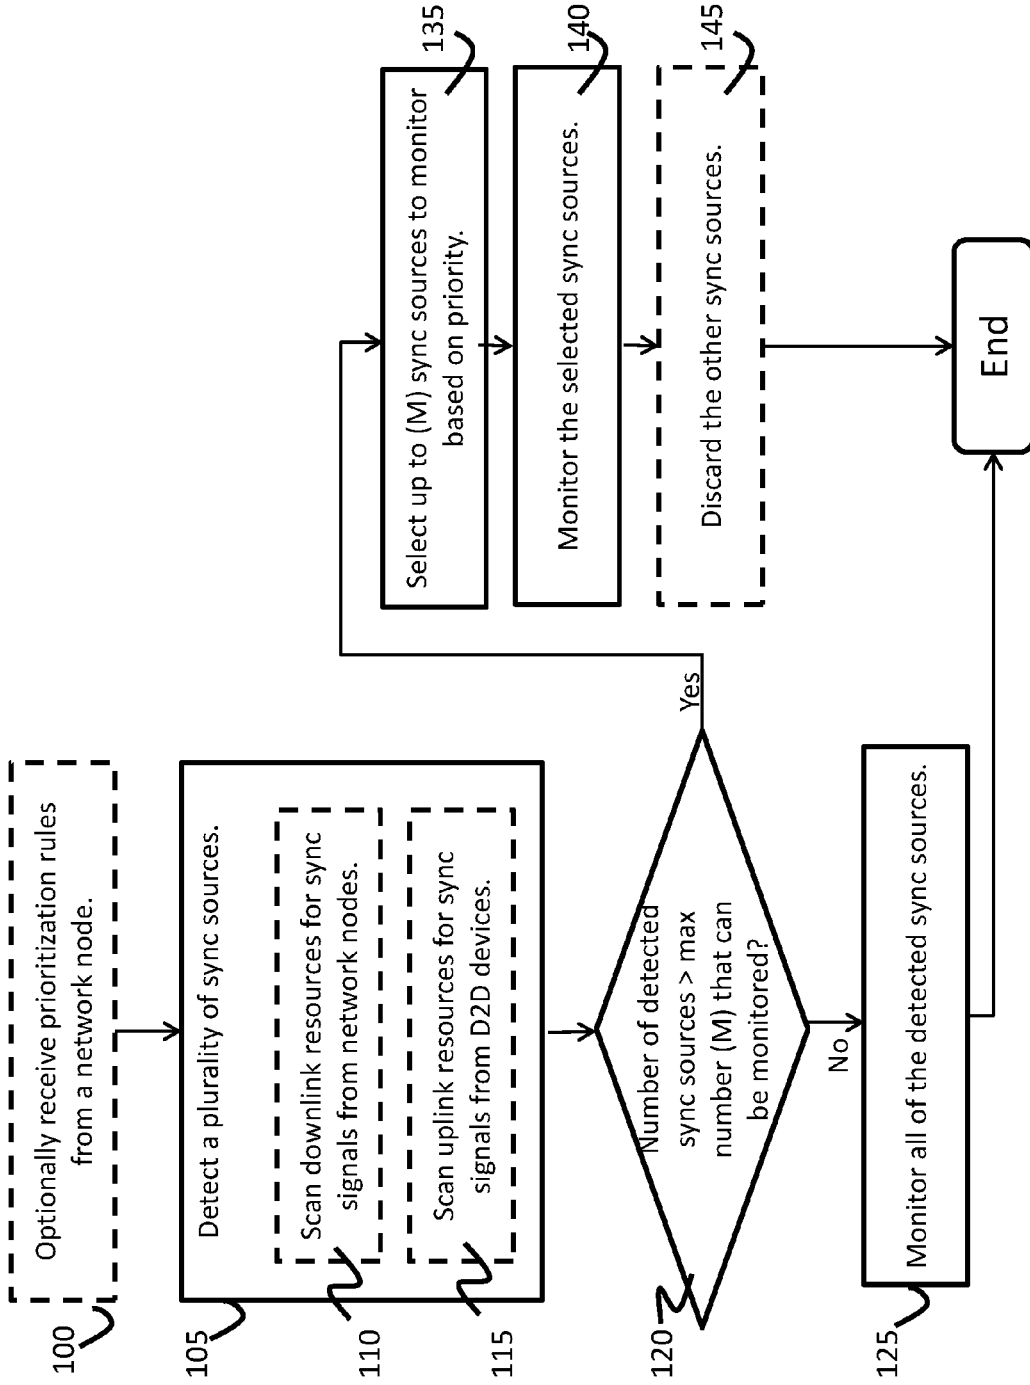 100
Optionally receive prioritization rules
from a network node.
105
Detect a plurality of sync sources.
110
Scan downlink resources for sync
signals from network nodes.
115
Scan uplink resources for sync
signals from D2D devices.
120
Number of detected
sync sources > max
number (M) that can
be monitored?
No
Yes
125
Monitor all of the detected sync sources.
135
Select up to (M) sync sources to monitor
based on priority.
140
Monitor the selected sync sources.
145
Discard the other sync sources.
End